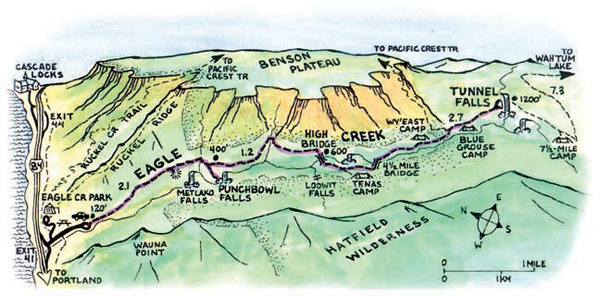 CASCADE
LOCKS
EXIT
44
84
RUCKEL CR TRAIL
RUCKEL RIDGE
TO
PACIFIC
CREST TR
BENSON
PLATEAU
TO PACIFIC CREST TR
TO
WAHTUM
LAKE
7.3
TUNNEL
FALLS
1200'
WY'EAST
CAMP
2.7
BLUE
GROUSE
CAMP
7½-MILE
CAMP
EAGLE
CREEK
400'
1.2
HIGH
BRIDGE
600'
4½ MILE
BRIDGE
METLAKO
FALLS
PUNCHBOWL
FALLS
LOOWIT
FALLS
TENAS
CAMP
2.1
EAGLE CR PARK
120'
EXIT
41
TO
PORTLAND
WAUNA
POINT
HATFIELD
WILDERNESS
N
E
W
S
0 1 MILE
0 1 KM